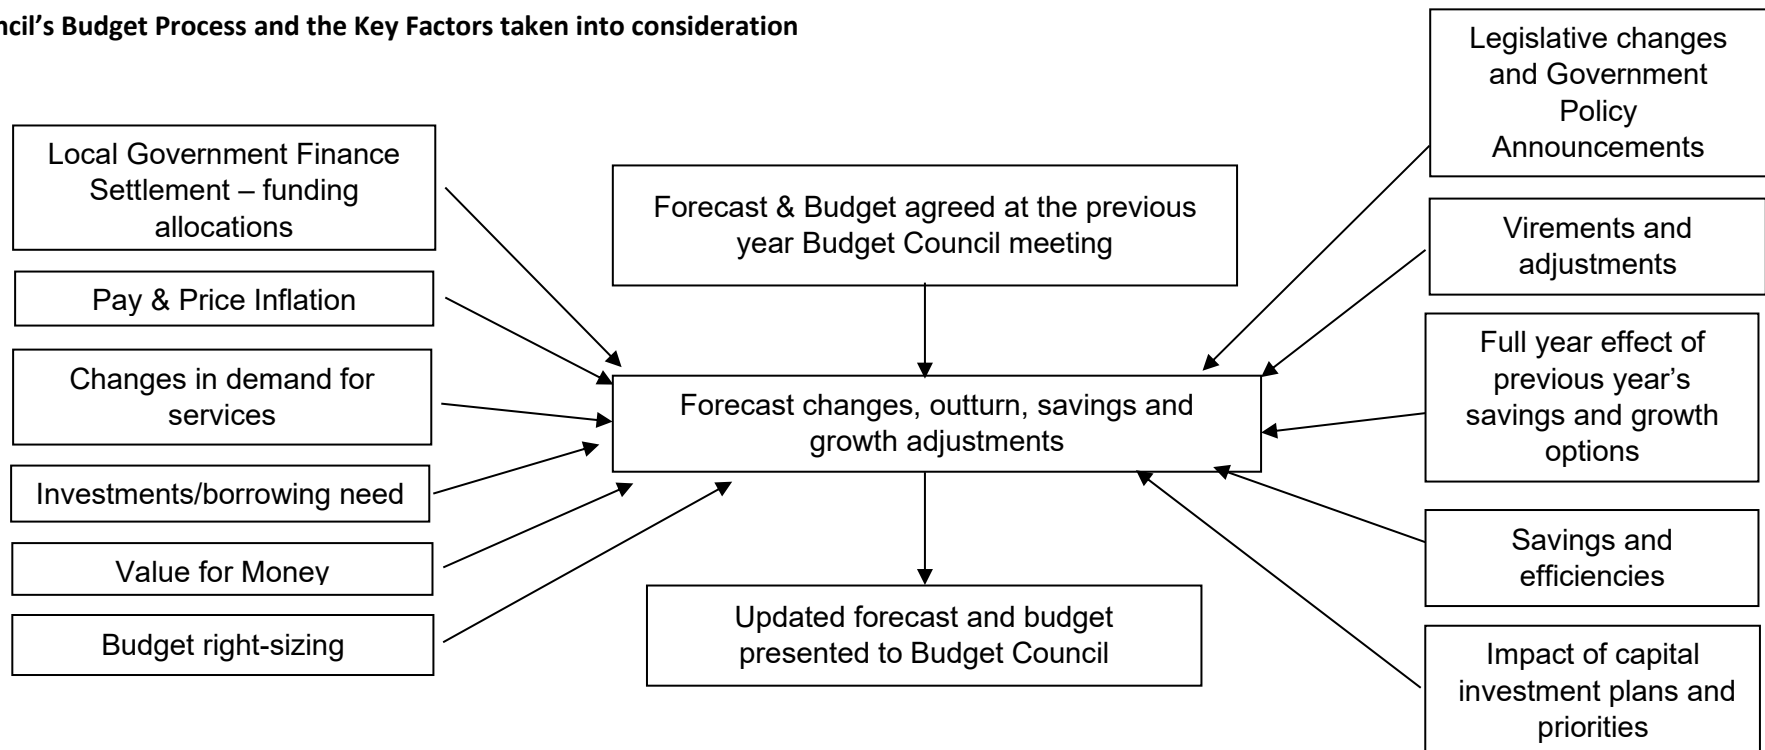 Budget Process and the Key Factors taken into consideration
Local Government Finance
Settlement – funding
allocations
Pay & Price Inflation
Changes in demand for
services
Investments/borrowing need
Value for Money
Budget right-sizing
Forecast & Budget agreed at the previous
year Budget Council meeting
Forecast changes, outturn, savings and
growth adjustments
Updated forecast and budget
presented to Budget Council
Legislative changes
and Government
Policy
Announcements
Virements and
adjustments
Full year effect of
previous year’s
savings and growth
options
Savings and
efficiencies
Impact of capital
investment plans and
priorities